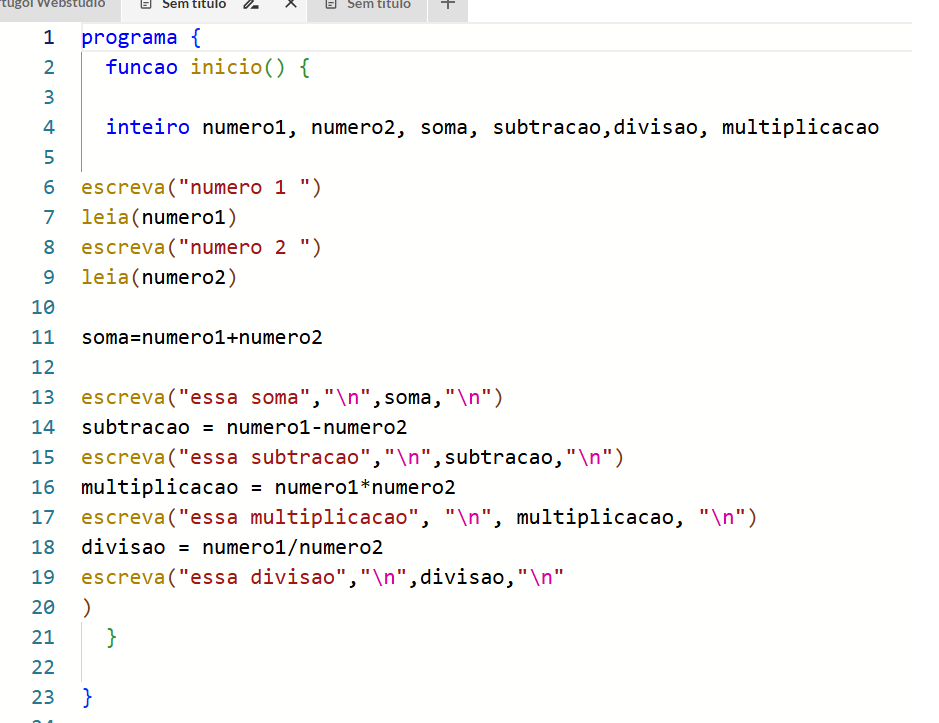 rtugol Webstudio Sem título Sem título
1 programa {
2 funcao inicio() {
3
4 inteiro numero1, numero2, soma, subtracao,divisao, multiplicacao
5
6 escreva("numero 1 ")
7 leia(numero1)
8 escreva("numero 2 ")
9 leia(numero2)
10
11 soma=numero1+numero2
12
13 escreva("essa soma","\n",soma,"\n")
14 subtracao = numero1-numero2
15 escreva("essa subtracao","\n",subtracao,"\n")
16 multiplicacao = numero1*numero2
17 escreva("essa multiplicacao", "\n", multiplicacao, "\n")
18 divisao = numero1/numero2
19 escreva("essa divisao","\n",divisao,"\n"
20 )
21 }
22
23 }